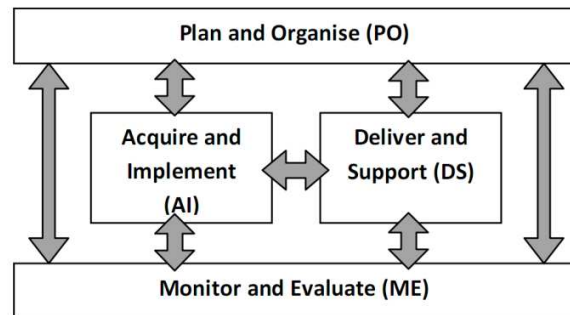 Plan and Organise (PO)
Acquire and
Implement
(AI)
Deliver and
Support (DS)
Monitor and Evaluate (ME)